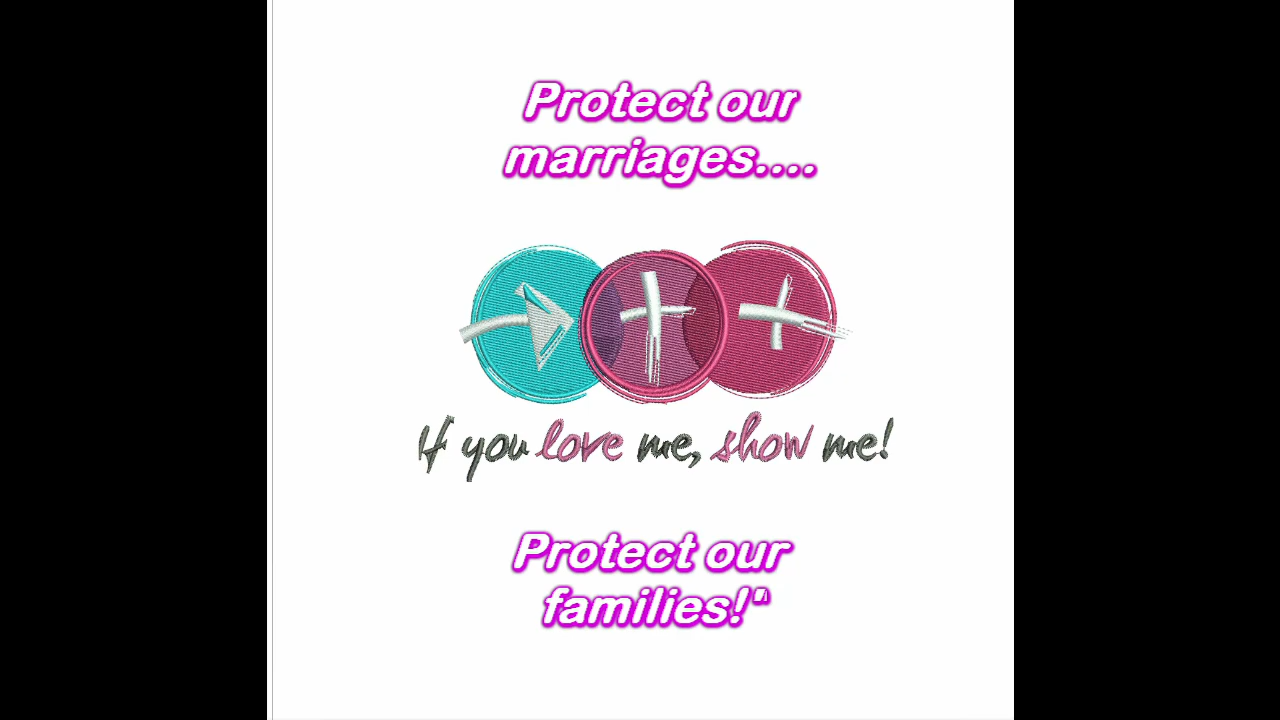 Protect our
marriages....
If you love me, show me!
Protect our
families!"